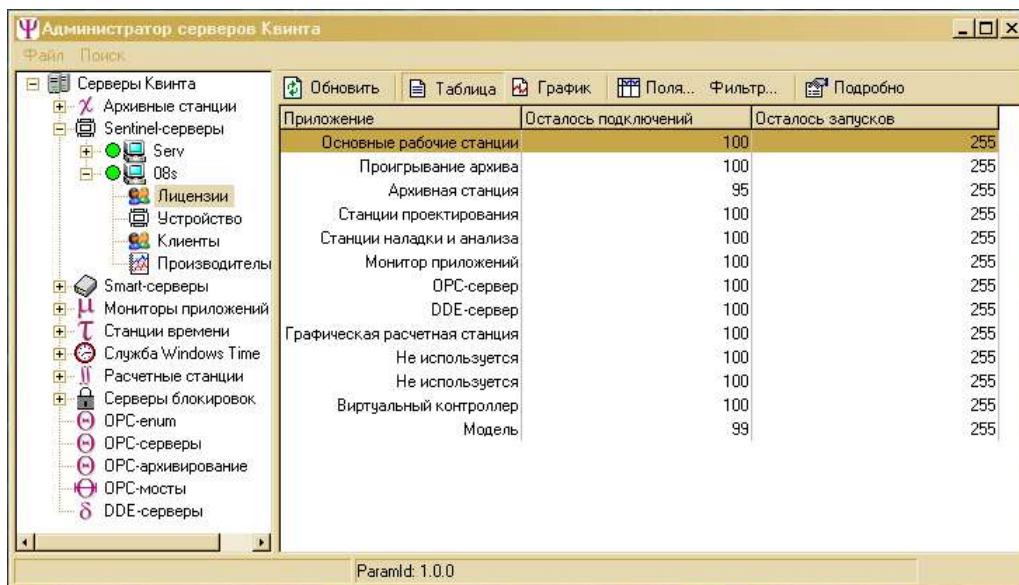 Администратор серверов Квинта
Файл Поиск
Серверы Квинта
Архивные станции
Sentinel-серверы
Serv
08s
Лицензии
Устройство
Клиенты
Производитель
Smart-серверы
Мониторы приложений
Станции времени
Служба Windows Time
Расчетные станции
Серверы блокировок
OPC-enum
OPC-серверы
OPC-архивирование
OPC-мосты
DDE-серверы
Обновить Таблица График Поля... Фильтр... Подробно
Приложение Осталось подключений Осталось запусков
Основные рабочие станции 100 255
Проигрывание архива 100 255
Архивная станция 95 255
Станции проектирования 100 255
Станции наладки и анализа 100 255
Монитор приложений 100 255
OPC-сервер 100 255
DDE-сервер 100 255
Графическая расчетная станция 100 255
Не используется 100 255
Не используется 100 255
Виртуальный контроллер 100 255
Модель 99 255
ParamId: 1.0.0